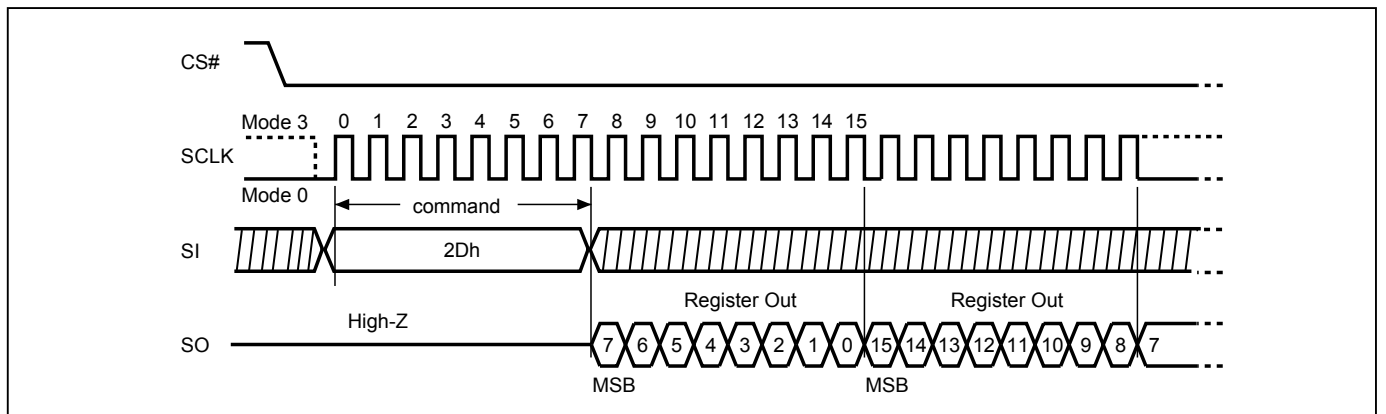 CS#
Mode 3 0 1 2 3 4 5 6 7 8 9 10 11 12 13 14 15
SCLK
Mode 0
command
SI 2Dh
Register Out Register Out
High-Z
SO 7 6 5 4 3 2 1 0 15 14 13 12 11 10 9 8 7
MSB MSB